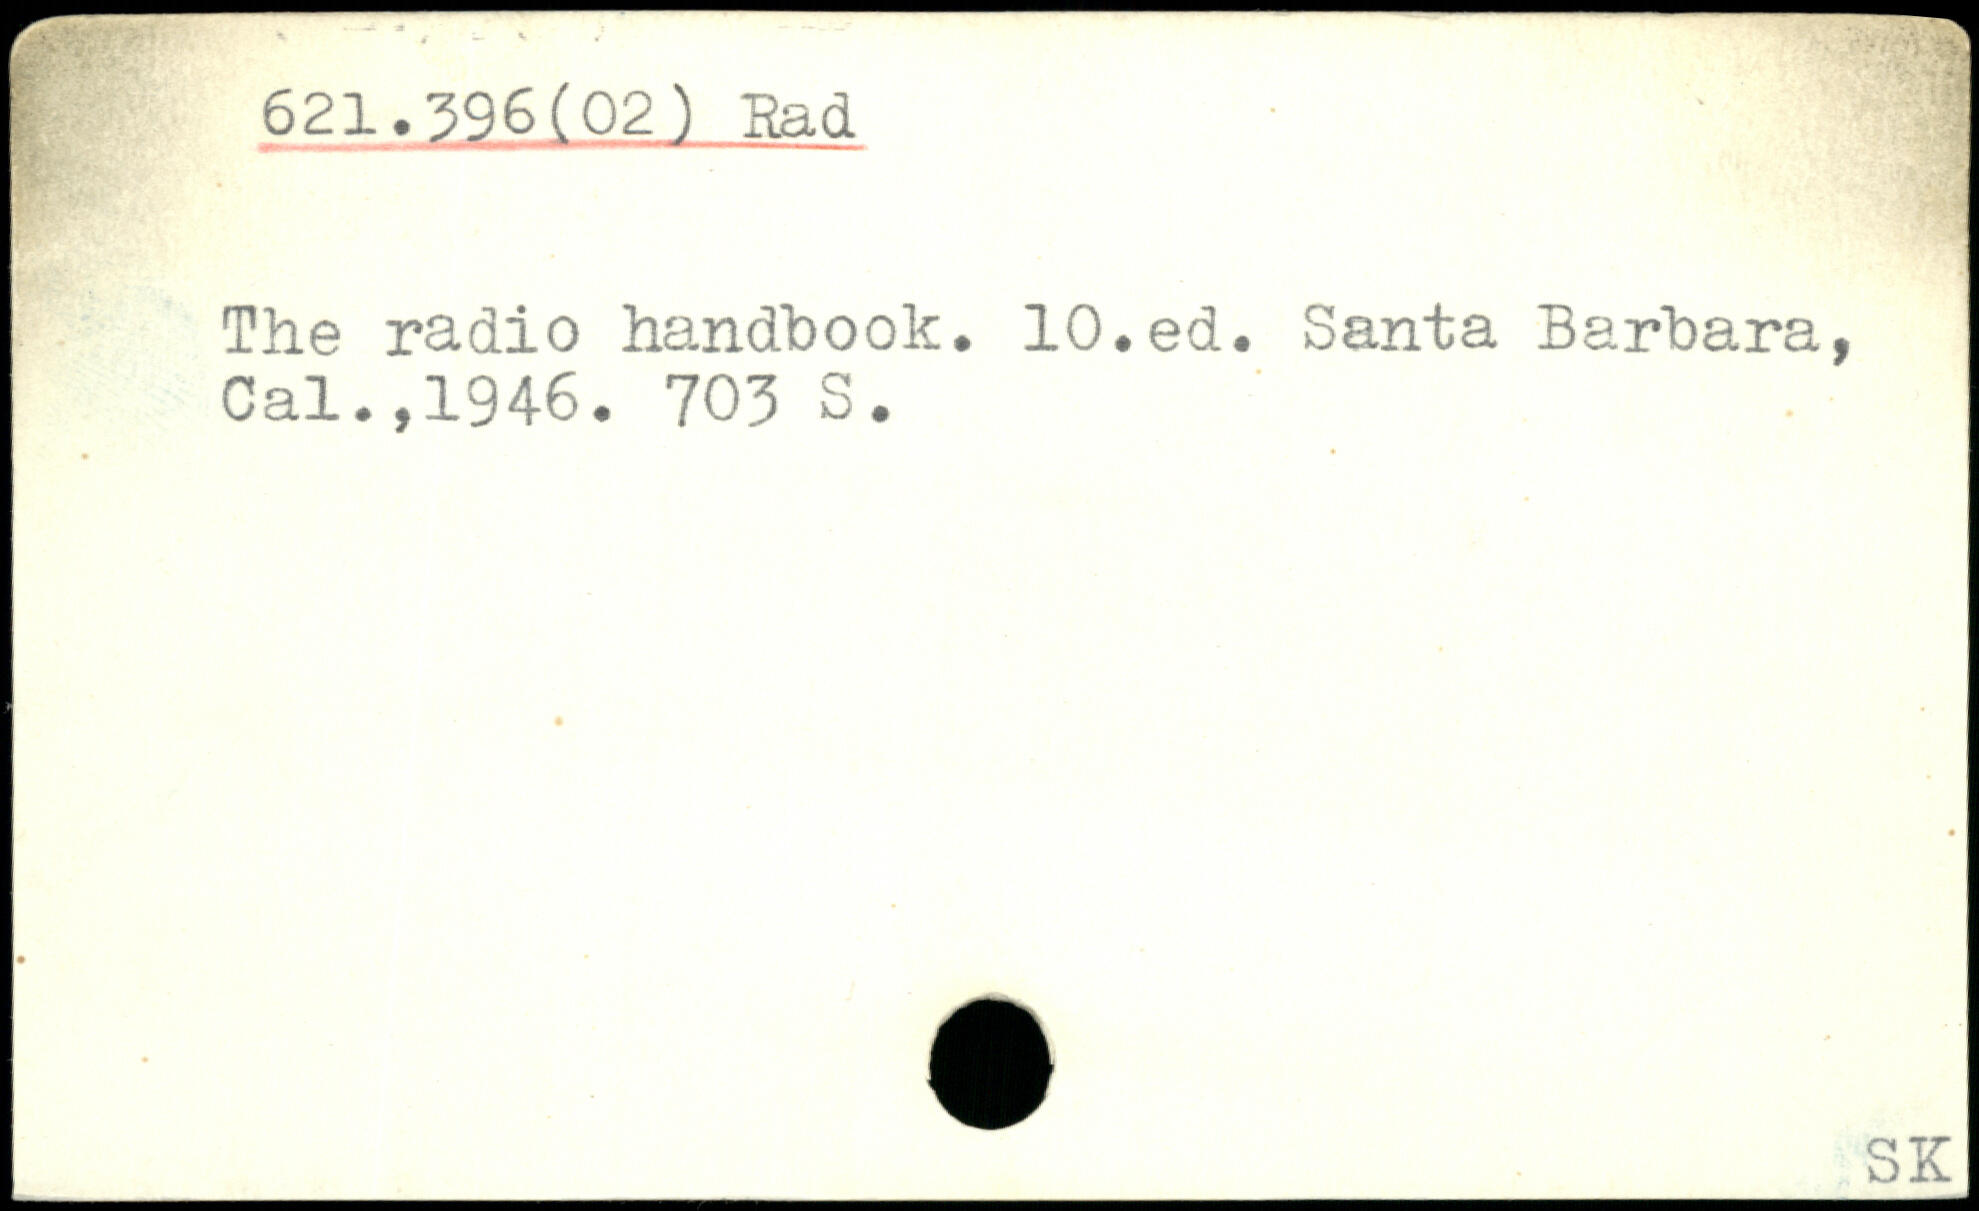 621.396(02) Rad
The radio handbook. 10.ed. Santa Barbara,
Cal.,1946. 703 S.
SK